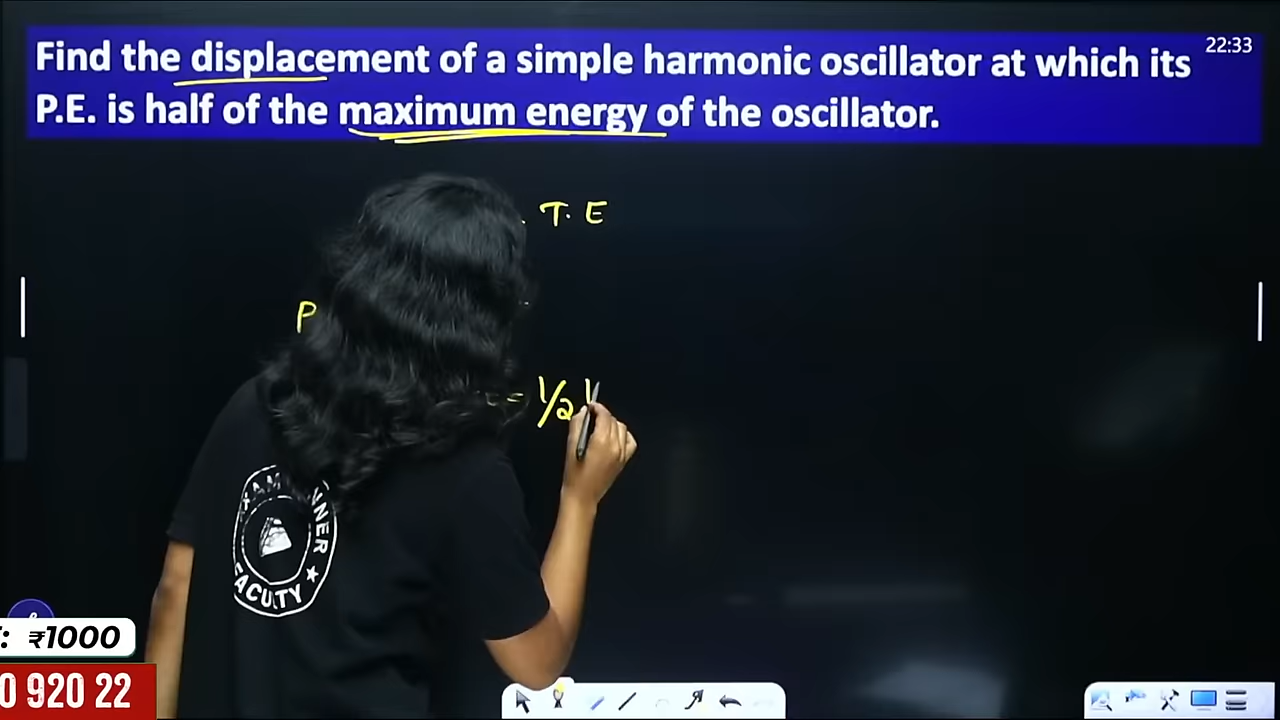 22:33
Find the displacement of a simple harmonic oscillator at which its
P.E. is half of the maximum energy of the oscillator.
. T. E
P
= 1/2
FACULTY
: ₹1000
0 920 22